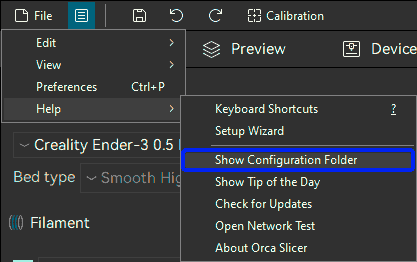 File
Calibration
Edit
View
Preferences Ctrl+P
Help
Preview
Device
Keyboard Shortcuts ?
Setup Wizard
Show Configuration Folder
Show Tip of the Day
Check for Updates
Open Network Test
About Orca Slicer
Creality Ender-3 0.5
Bed type Smooth Hig
Filament